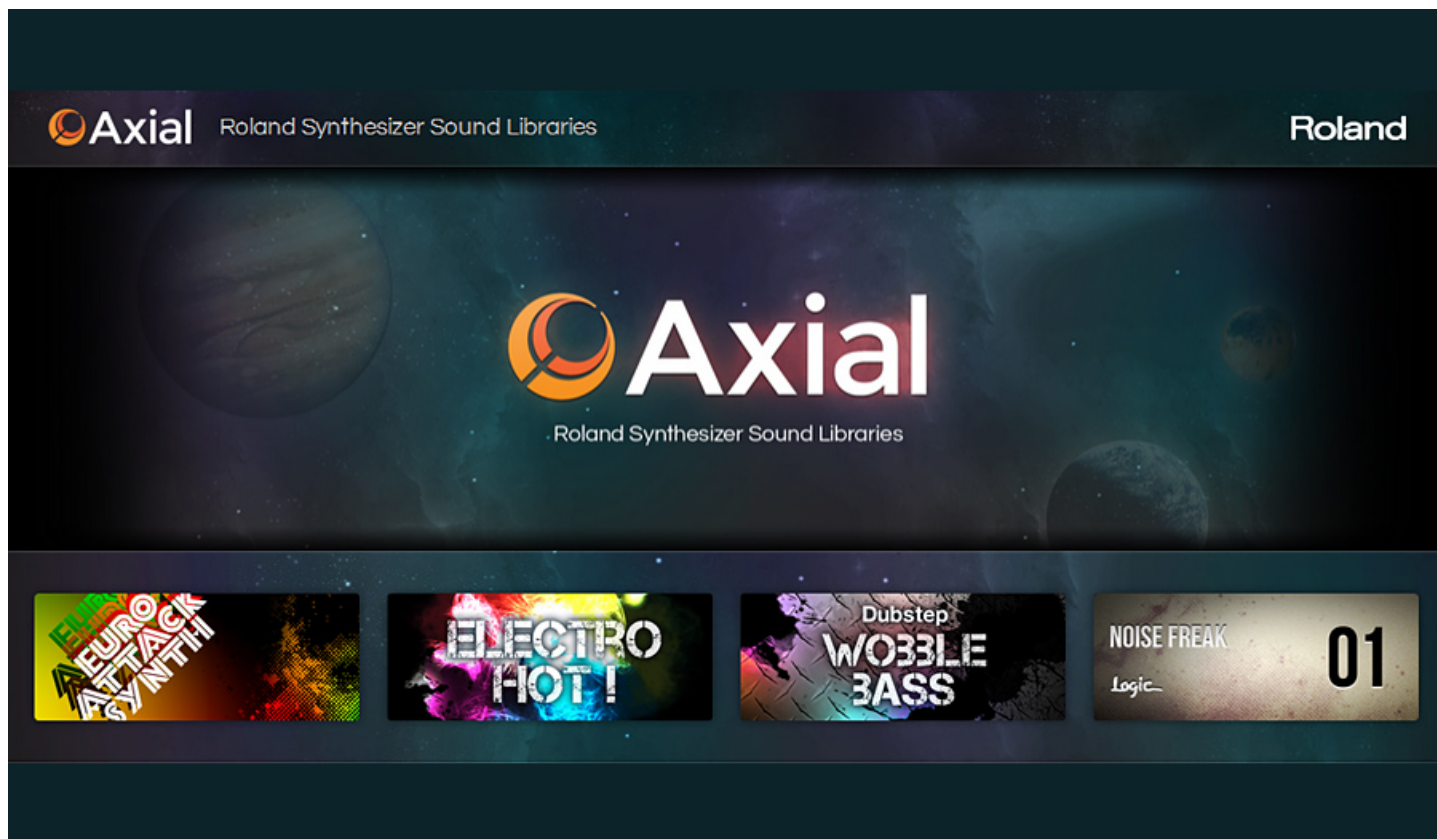 Axial Roland Synthesizer Sound Libraries Roland
Axial
Roland Synthesizer Sound Libraries
EURO
ATTACK
SYNTH
ELECTRO
HOT !
Dubstep
WOBBLE
BASS
NOISE FREAK 01
Logic